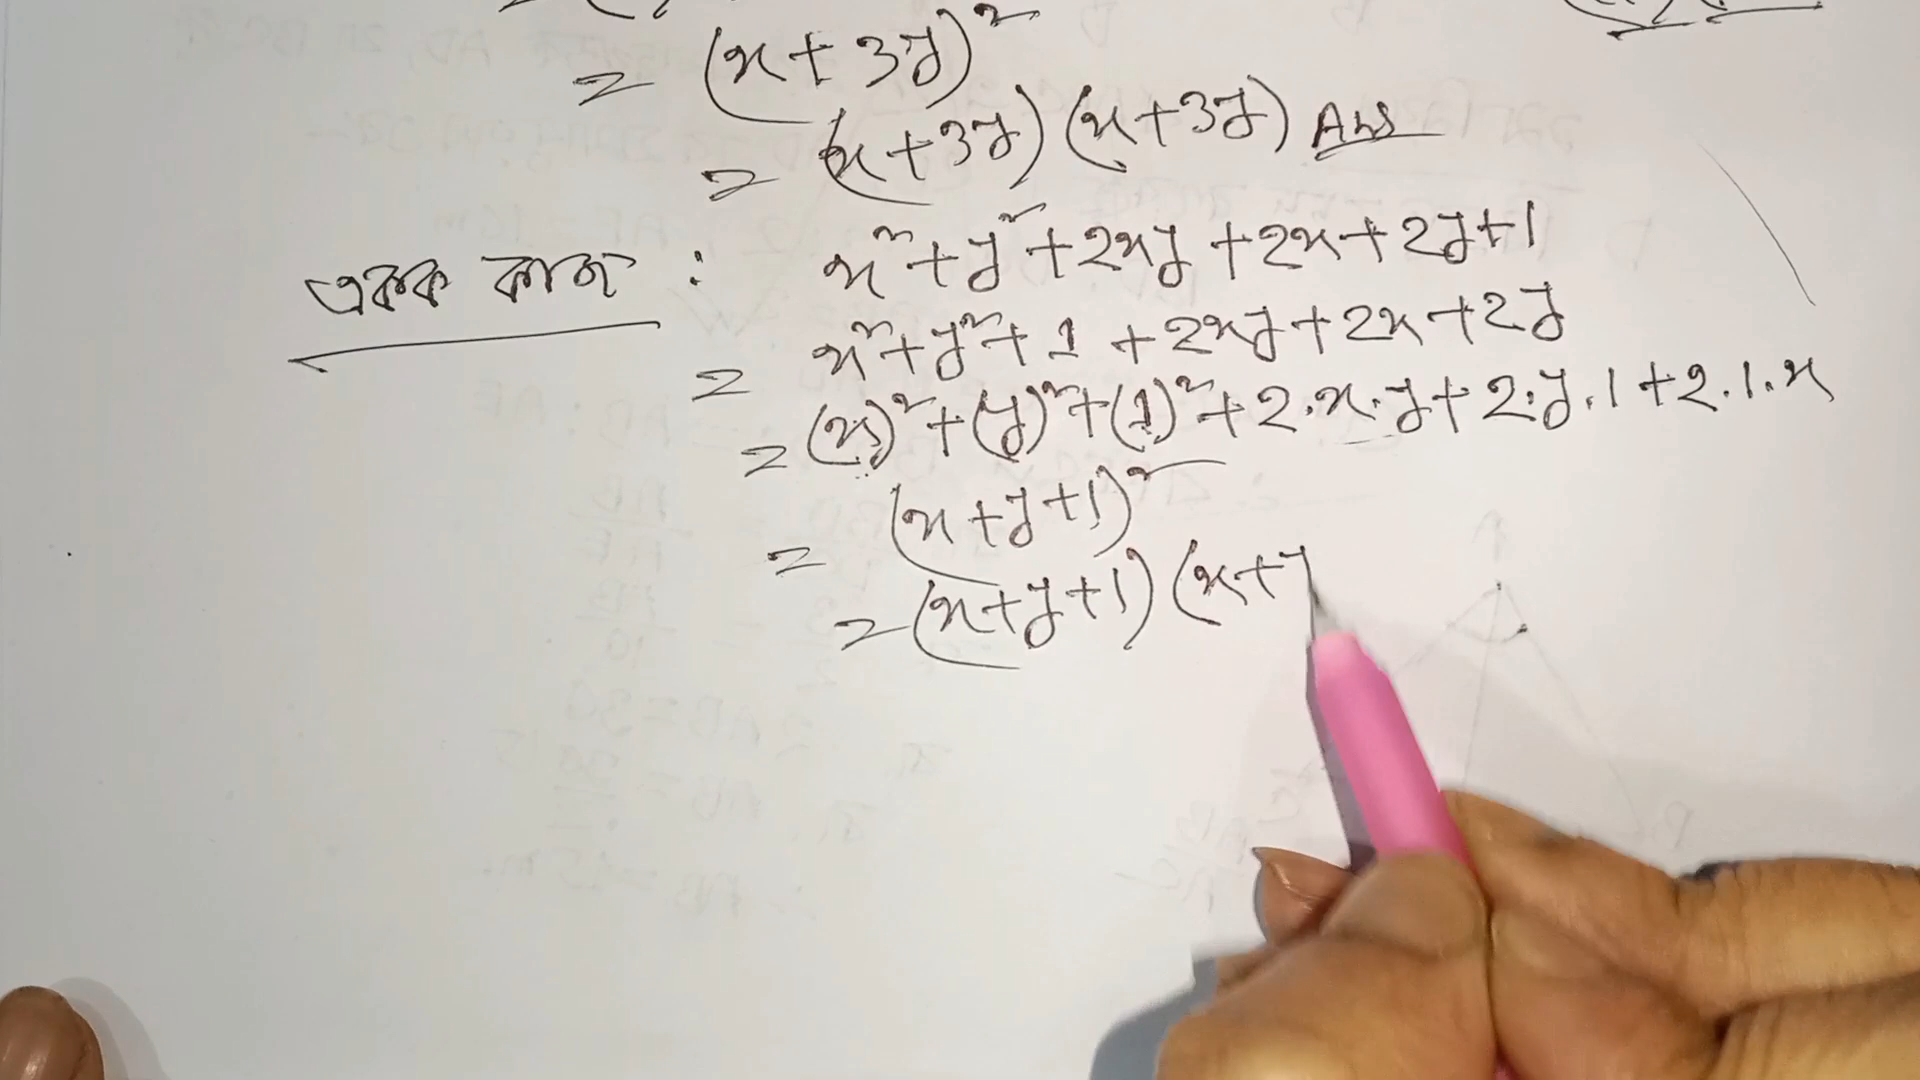 = (x+3y)²
= (x+3y)(x+3y) Ans
একক কাজ : x²+y²+2xy+2x+2y+1
= x²+y²+1+2xy+2x+2y
= (x)²+(y)²+(1)²+2.x.y+2.y.1+2.1.x
= (x+y+1)²
= (x+y+1)(x+y